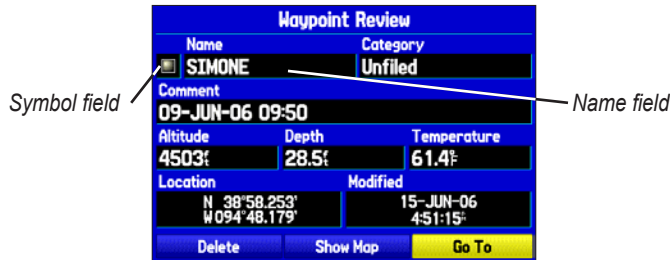 Waypoint Review
Name Category
SIMONE Unfiled
Symbol field
Name field
Comment
09-JUN-06 09:50
Altitude Depth Temperature
4503ft 28.5ft 61.4°F
Location Modified
N 38°58.253' 15-JUN-06
W094°48.179' 4:51:15
Delete Show Map Go To